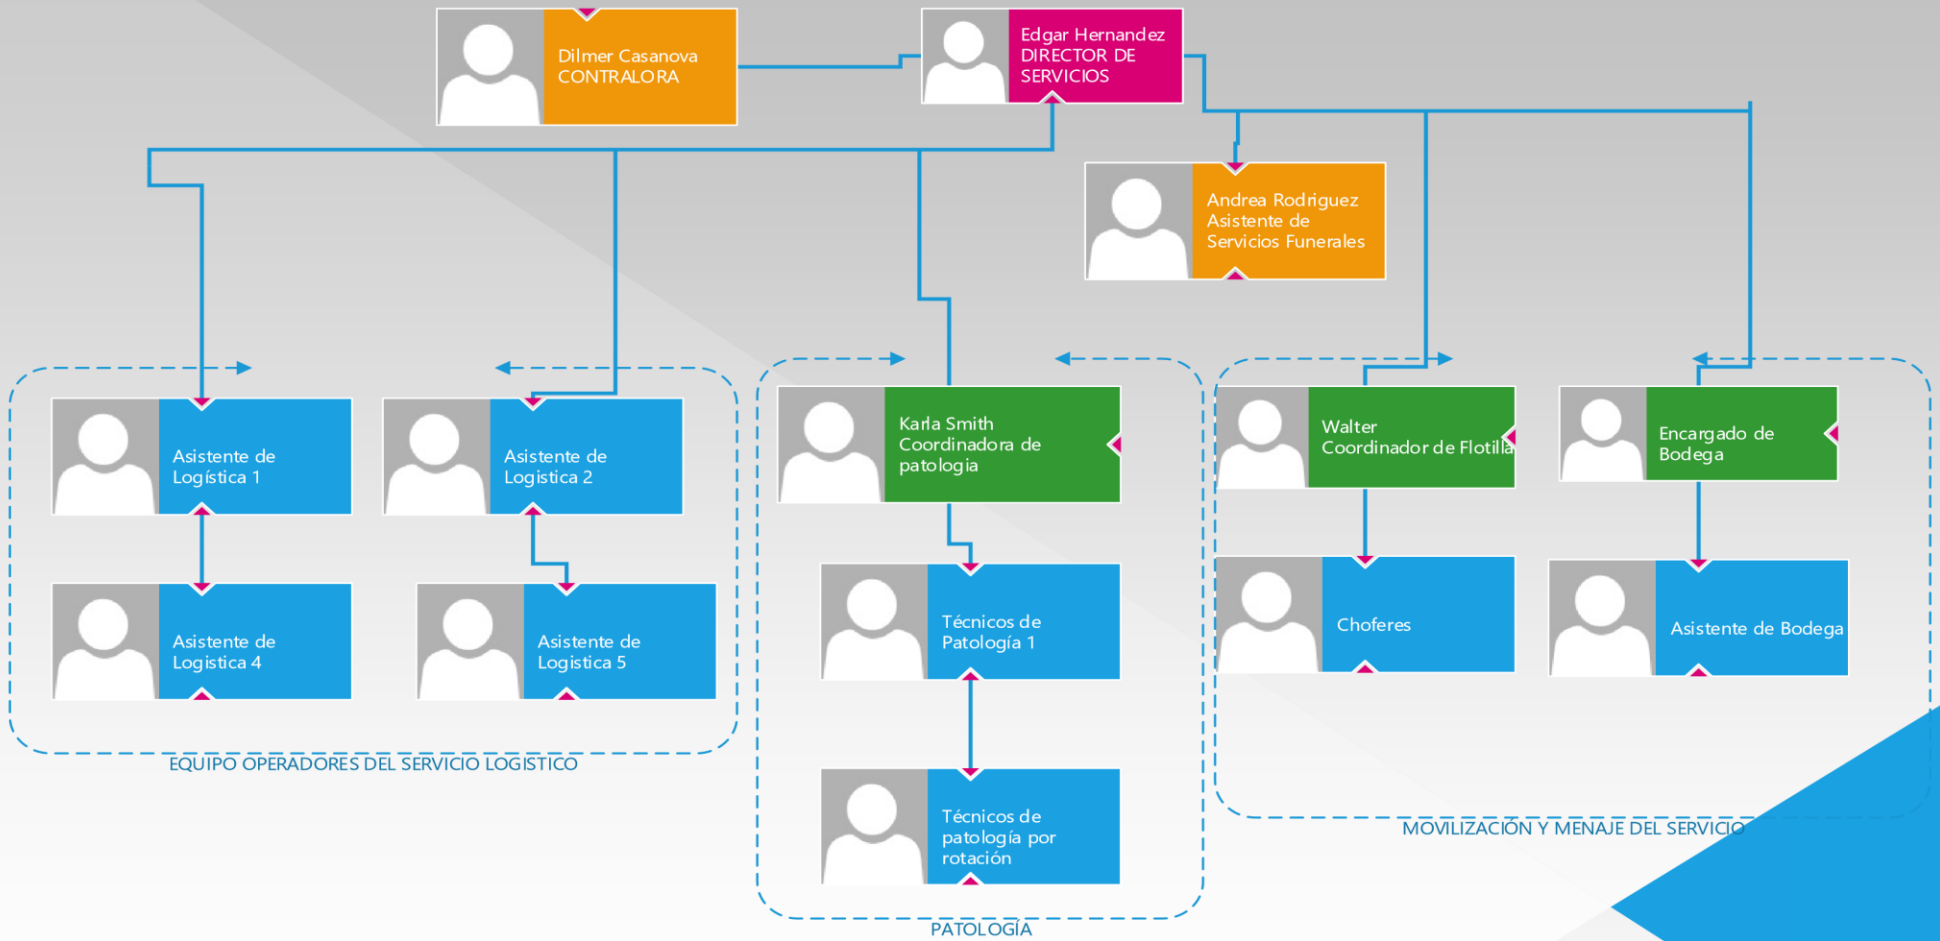 Dilmer Casanova
CONTRALORA
Edgar Hernandez
DIRECTOR DE
SERVICIOS
Andrea Rodriguez
Asistente de
Servicios Funerales
Asistente de
Logística 1
Asistente de
Logistica 2
Karla Smith
Coordinadora de
patologia
Walter
Coordinador de Flotilla
Encargado de
Bodega
Asistente de
Logistica 4
Asistente de
Logistica 5
Técnicos de
Patología 1
Choferes
Asistente de Bodega
EQUIPO OPERADORES DEL SERVICIO LOGISTICO
Técnicos de
patología por
rotación
MOVILIZACIÓN Y MENAJE DEL SERVICIO
PATOLOGÍA